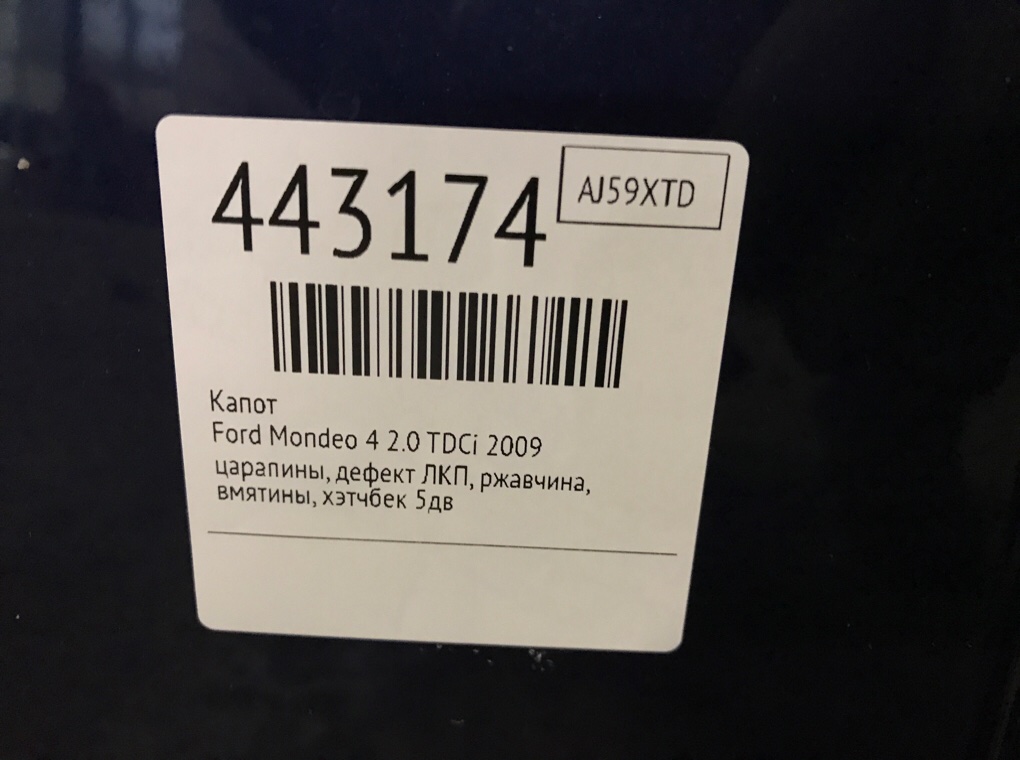 443174
AJ59XTD
Капот
Ford Mondeo 4 2.0 TDCi 2009
царапины, дефект ЛКП, ржавчина,
вмятины, хэтчбек 5дв